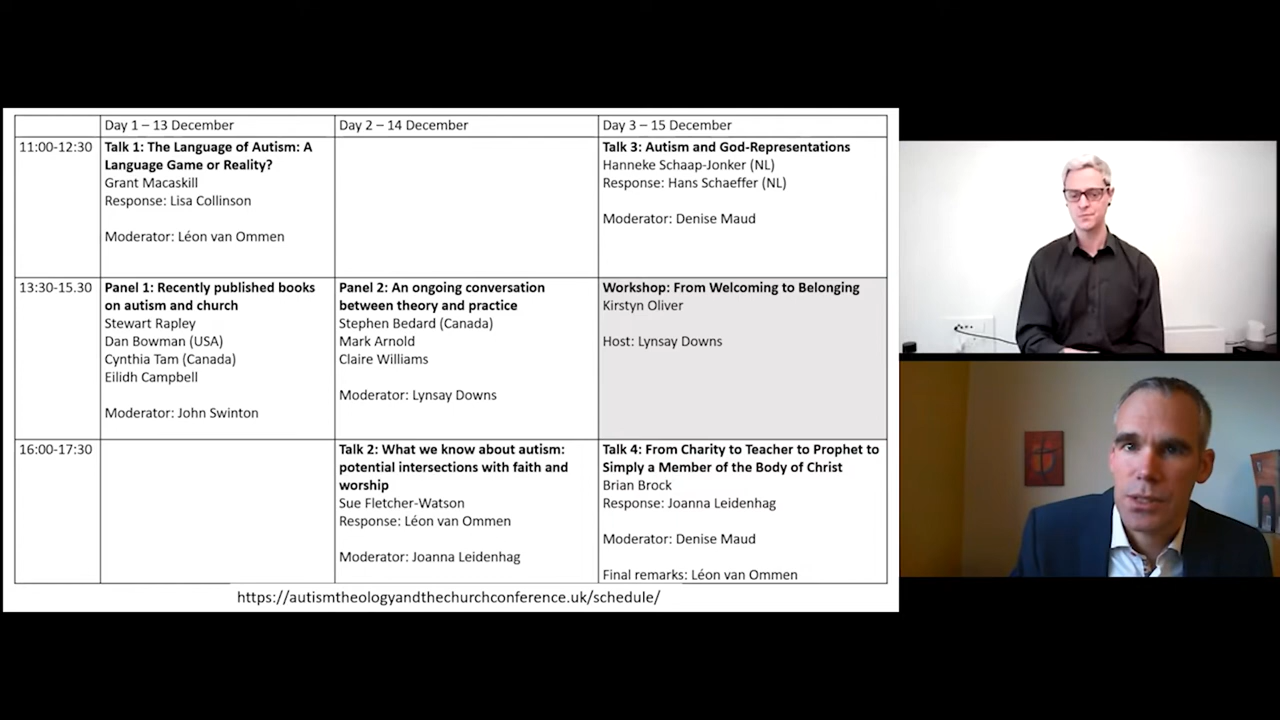 Day 1 – 13 December
Day 2 – 14 December
Day 3 – 15 December
11:00-12:30
Talk 1: The Language of Autism: A
Language Game or Reality?
Grant Macaskill
Response: Lisa Collinson
Moderator: Léon van Ommen
Talk 3: Autism and God-Representations
Hanneke Schaap-Jonker (NL)
Response: Hans Schaeffer (NL)
Moderator: Denise Maud
13:30-15.30
Panel 1: Recently published books
on autism and church
Stewart Rapley
Dan Bowman (USA)
Cynthia Tam (Canada)
Eilidh Campbell
Moderator: John Swinton
Panel 2: An ongoing conversation
between theory and practice
Stephen Bedard (Canada)
Mark Arnold
Claire Williams
Moderator: Lynsay Downs
Workshop: From Welcoming to Belonging
Kirstyn Oliver
Host: Lynsay Downs
16:00-17:30
Talk 2: What we know about autism:
potential intersections with faith and
worship
Sue Fletcher-Watson
Response: Léon van Ommen
Moderator: Joanna Leidenhag
Talk 4: From Charity to Teacher to Prophet to
Simply a Member of the Body of Christ
Brian Brock
Response: Joanna Leidenhag
Moderator: Denise Maud
Final remarks: Léon van Ommen
https://autismtheologyandthechurchconference.uk/schedule/